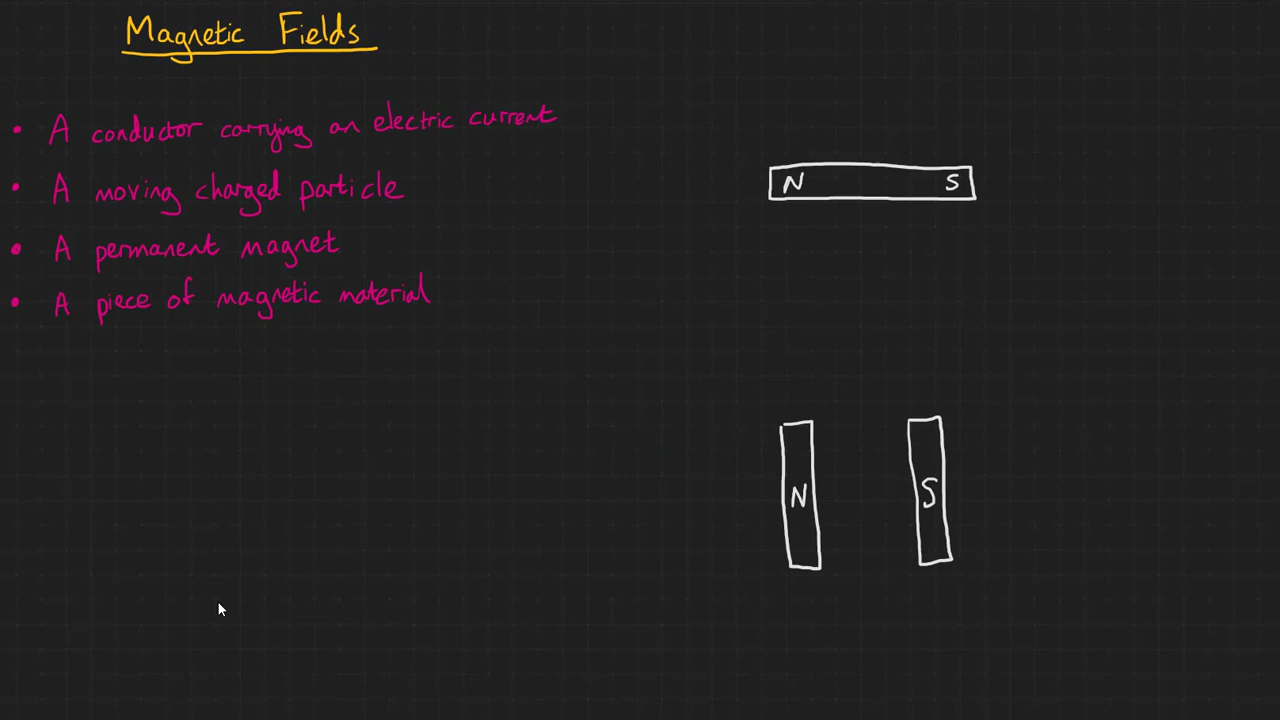 Magnetic Fields
• A conductor carrying an electric current
• A moving charged particle
• A permanent magnet
• A piece of magnetic material
N S
N S